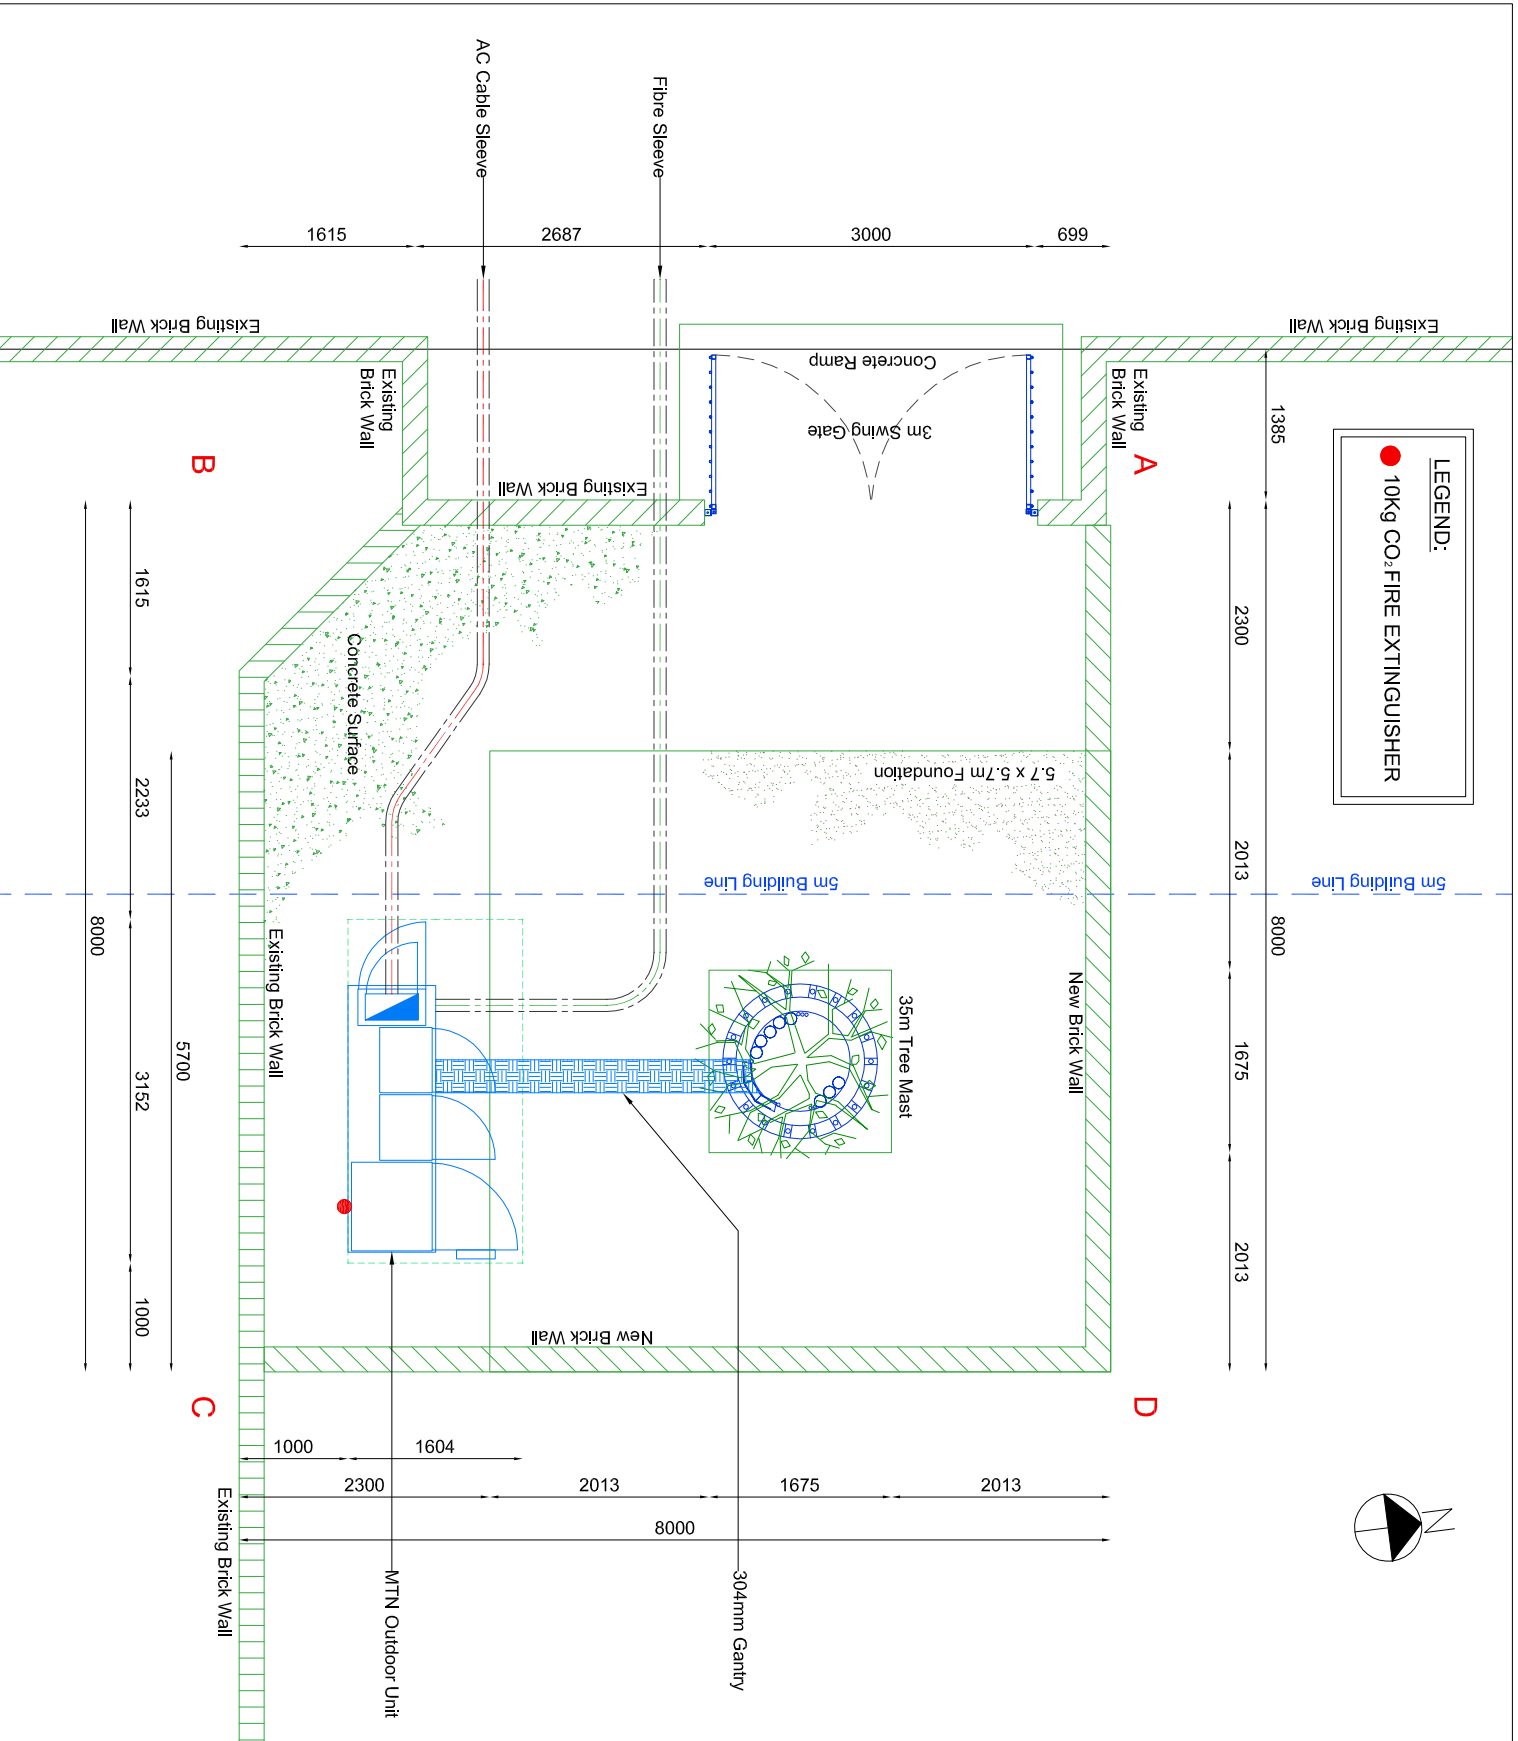 LEGEND:
10Kg CO₂ FIRE EXTINGUISHER
AC Cable Sleeve
Fibre Sleeve
1615
2687
3000
699
Existing Brick Wall
Existing Brick Wall
Existing
Brick Wall
Existing
Brick Wall
Concrete Ramp
3m Swing Gate
Existing Brick Wall
A
B
C
D
1385
8000
2300
2013
1675
2013
1615
2233
3152
1000
8000
5700
Concrete Surface
5.7 x 5.7m Foundation
5m Building Line
5m Building Line
35m Tree Mast
New Brick Wall
New Brick Wall
Existing Brick Wall
Existing Brick Wall
1000
1604
2300
2013
1675
2013
8000
MTN Outdoor Unit
304mm Gantry
N